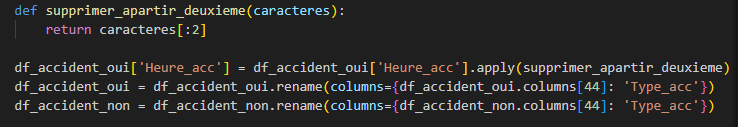 def supprimer_apartir_deuxieme(caracteres):
    return caracteres[:2]
df_accident_oui['Heure_acc'] = df_accident_oui['Heure_acc'].apply(supprimer_apartir_deuxieme)
df_accident_oui = df_accident_oui.rename(columns={df_accident_oui.columns[44]: 'Type_acc'})
df_accident_non = df_accident_non.rename(columns={df_accident_non.columns[44]: 'Type_acc'})